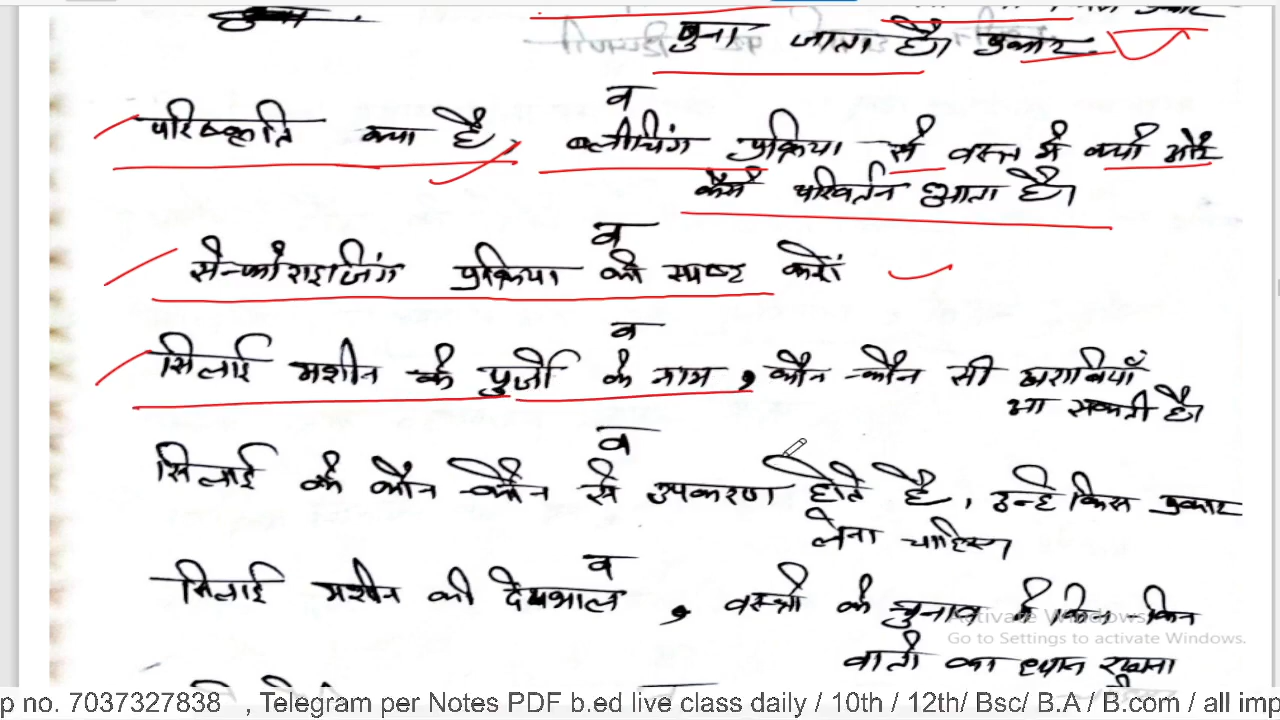 चुना जाता है। प्रकार
व
परिष्कृति क्या है, ब्लीचिंग प्रक्रिया से वस्त्र में क्यों और
कैसे परिवर्तन आता है।
व
सेन्फोराइजिंग प्रक्रिया को स्पष्ट करों
व
सिलाई मशीन के पुर्जो के नाम, कौन-कौन सी खराबियाँ
आ सकती है।
व
सिलाई के कौन-कौन से उपकरण होते है, उन्हे किस प्रकार
लेना चाहिए।
व
सिलाई मशीन की देखभाल, वस्त्रो के चुनाव में किन-किन
बातो का ध्यान रखना
Activate Windows
Go to Settings to activate Windows.
p no. 7037327838 , Telegram per Notes PDF b.ed live class daily / 10th / 12th/ Bsc/ B.A / B.com / all imp